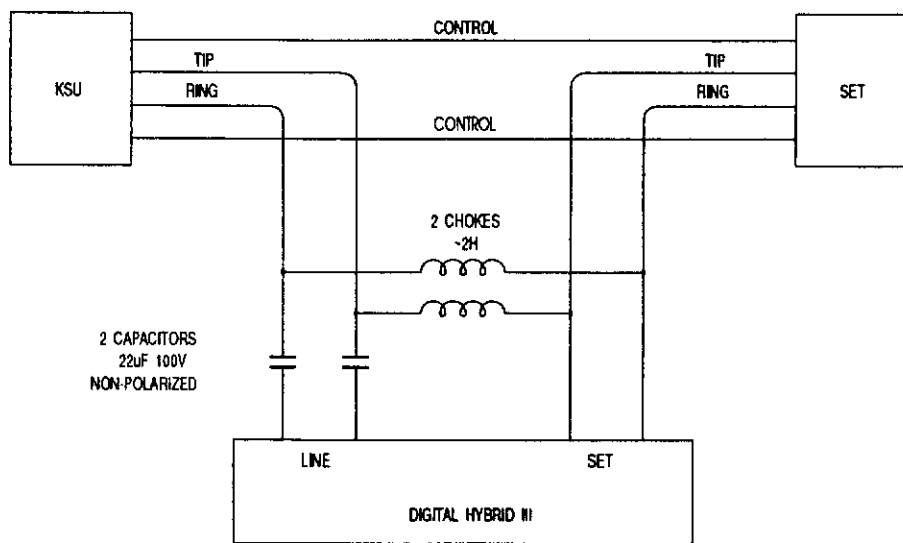 CONTROL
TIP
TIP
KSU
RING
RING
SET
CONTROL
2 CHOKES
~2H
2 CAPACITORS
22uF 100V
NON-POLARIZED
LINE
SET
DIGITAL HYBRID III